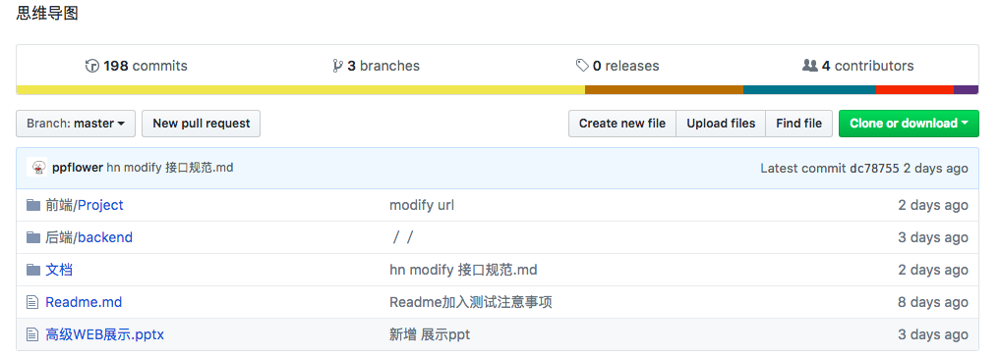 思维导图
198 commits 3 branches 0 releases 4 contributors
Branch: master New pull request Create new file Upload files Find file Clone or download
ppflower hn modify 接口规范.md Latest commit dc78755 2 days ago
前端/Project modify url 2 days ago
后端/backend / / 3 days ago
文档 hn modify 接口规范.md 2 days ago
Readme.md Readme加入测试注意事项 8 days ago
高级WEB展示.pptx 新增 展示ppt 3 days ago